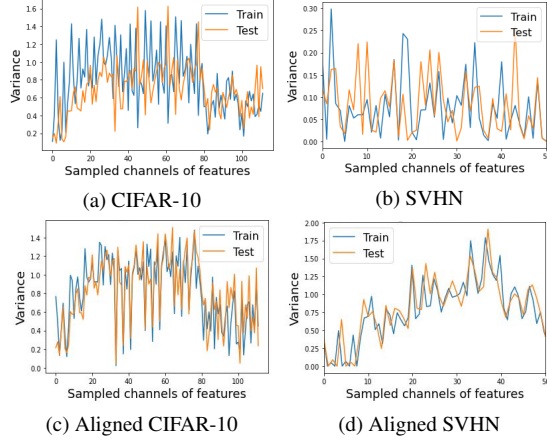 1.6
1.4
1.2
1.0
0.8
0.6
0.4
0.2
Variance
Train
Test
0 20 40 60 80 100
Sampled channels of features
(a) CIFAR-10
0.30
0.25
0.20
0.15
0.10
0.05
0.00
Variance
Train
Test
0 10 20 30 40 5
Sampled channels of features
(b) SVHN
1.4
1.2
1.0
0.8
0.6
0.4
0.2
0.0
Variance
Train
Test
0 20 40 60 80 100
Sampled channels of features
(c) Aligned CIFAR-10
2.00
1.75
1.50
1.25
1.00
0.75
0.50
0.25
0.00
Variance
Train
Test
0 10 20 30 40 50
Sampled channels of features
(d) Aligned SVHN